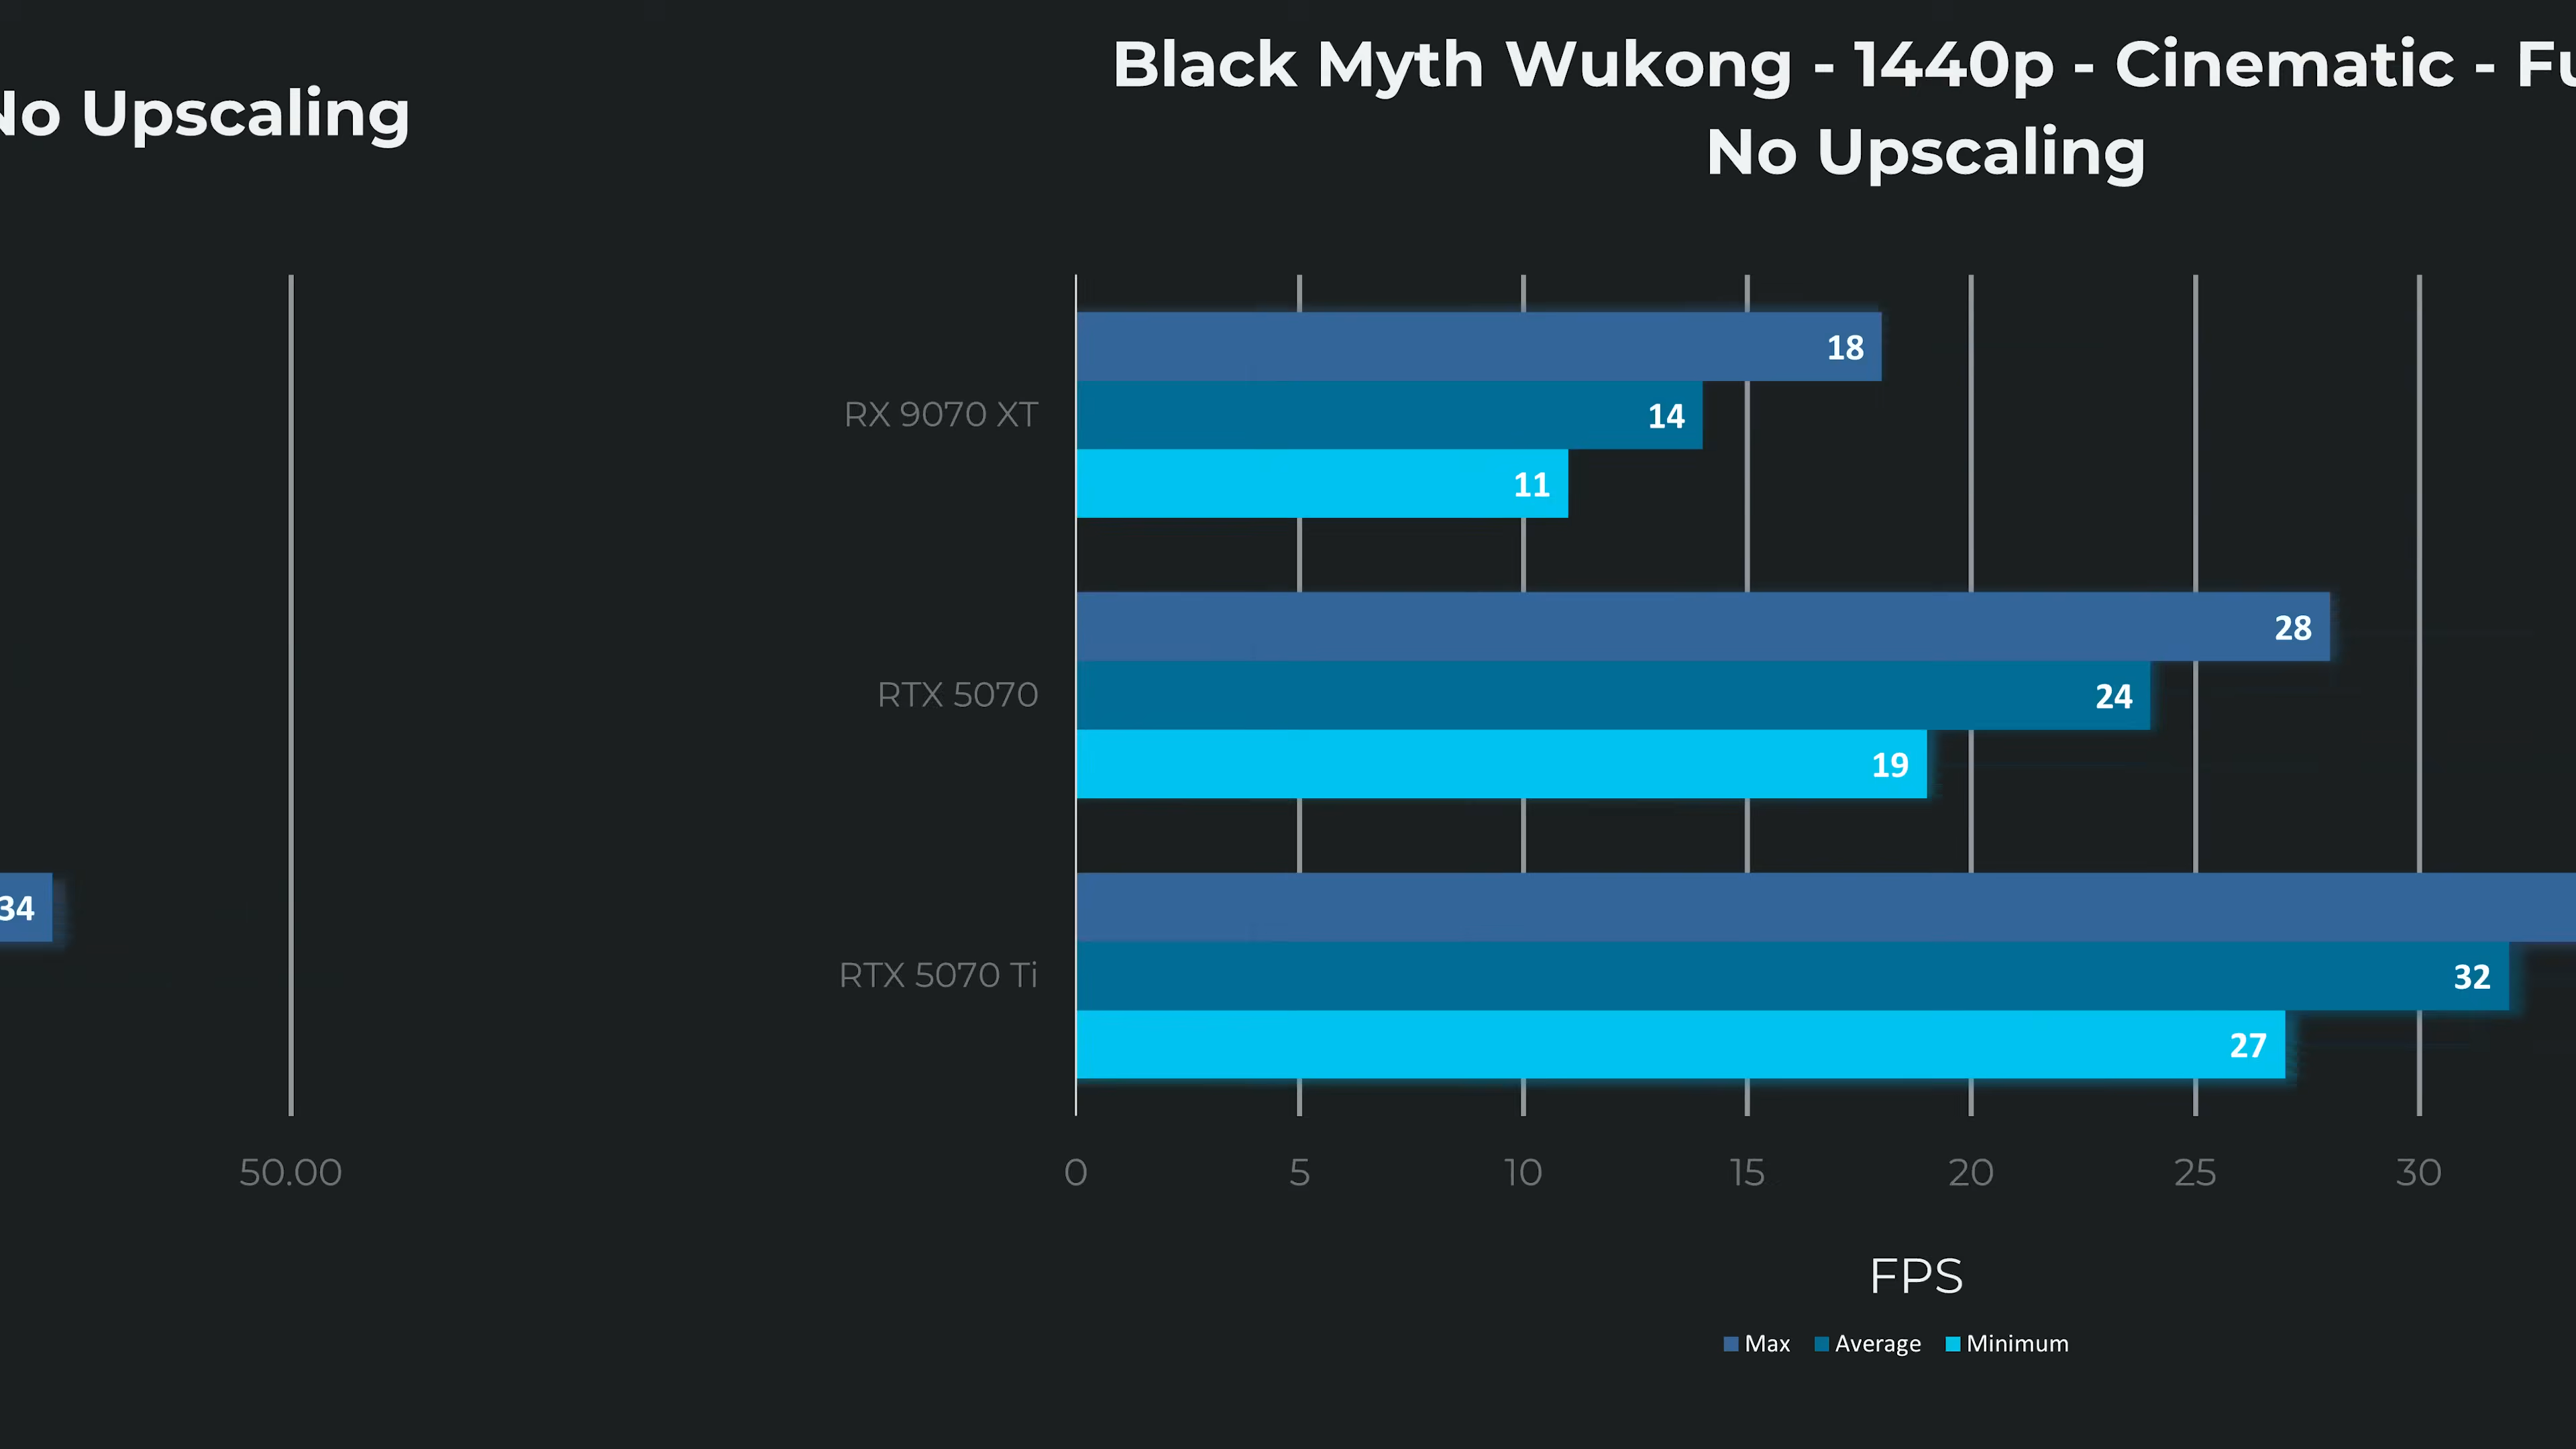 No Upscaling
34
50.00
Black Myth Wukong - 1440p - Cinematic -
No Upscaling
RX 9070 XT
18
14
11
RTX 5070
28
24
19
RTX 5070 Ti
32
27
0 5 10 15 20 25 30
FPS
Max Average Minimum